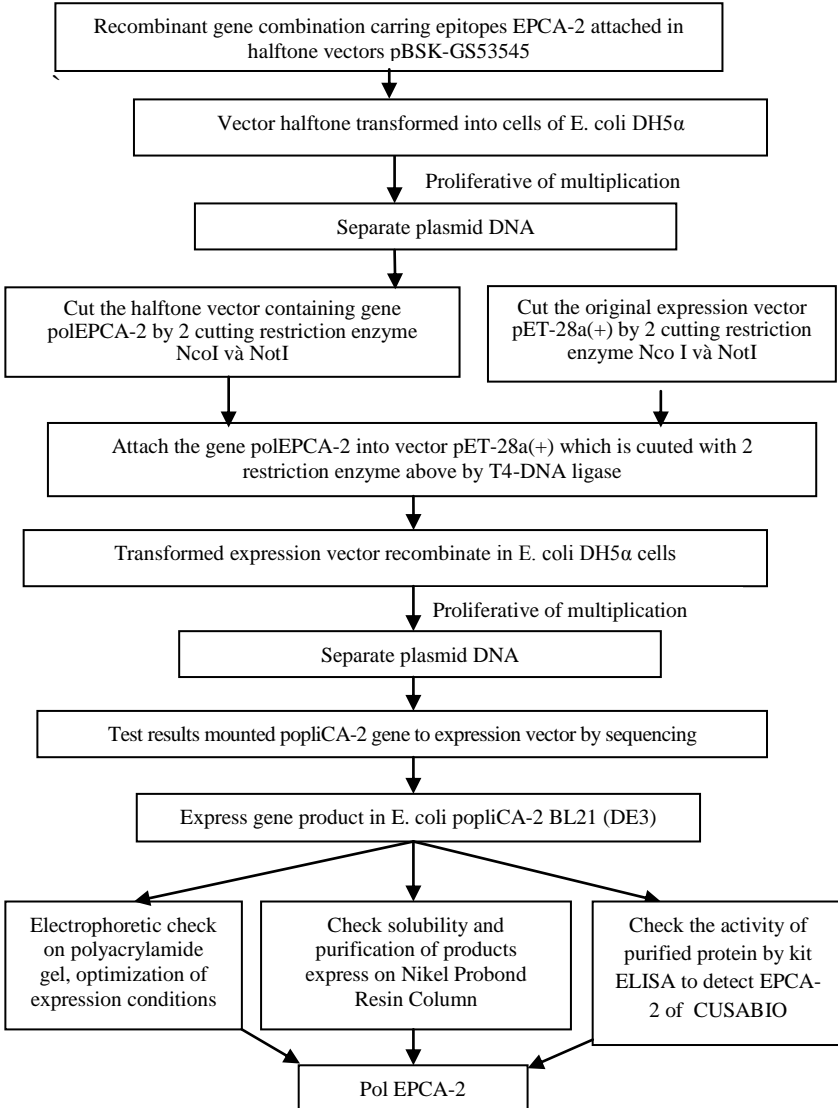 Recombinant gene combination carring epitopes EPCA-2 attached in
halftone vectors pBSK-GS53545
`
Vector halftone transformed into cells of E. coli DH5α
Proliferative of multiplication
Separate plasmid DNA
Cut the halftone vector containing gene
polEPCA-2 by 2 cutting restriction enzyme
NcoI và NotI
Cut the original expression vector
pET-28a(+) by 2 cutting restriction
enzyme Nco I và NotI
Attach the gene polEPCA-2 into vector pET-28a(+) which is cuuted with 2
restriction enzyme above by T4-DNA ligase
Transformed expression vector recombinate in E. coli DH5α cells
Proliferative of multiplication
Separate plasmid DNA
Test results mounted popliCA-2 gene to expression vector by sequencing
Express gene product in E. coli popliCA-2 BL21 (DE3)
Electrophoretic check
on polyacrylamide
gel, optimization of
expression conditions
Check solubility and
purification of products
express on Nikel Probond
Resin Column
Check the activity of
purified protein by kit
ELISA to detect EPCA-
2 of CUSABIO
Pol EPCA-2